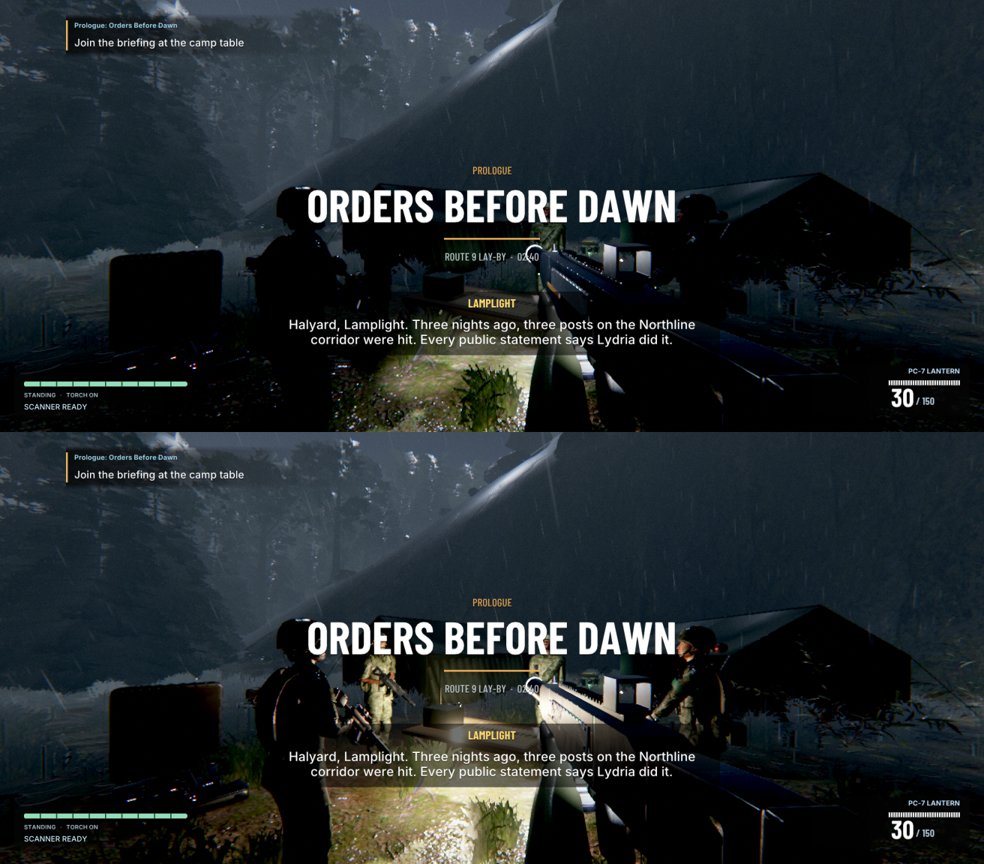 Prologue: Orders Before Dawn
Join the briefing at the camp table
PROLOGUE
ORDERS BEFORE DAWN
ROUTE 9 LAY-BY · 02:40
LAMPLIGHT
Halyard, Lamplight. Three nights ago, three posts on the Northline
corridor were hit. Every public statement says Lydria did it.
STANDING · TORCH ON
SCANNER READY
PC-7 LANTERN
30 / 150
Prologue: Orders Before Dawn
Join the briefing at the camp table
PROLOGUE
ORDERS BEFORE DAWN
ROUTE 9 LAY-BY · 02:40
LAMPLIGHT
Halyard, Lamplight. Three nights ago, three posts on the Northline
corridor were hit. Every public statement says Lydria did it.
STANDING · TORCH ON
SCANNER READY
PC-7 LANTERN
30 / 150